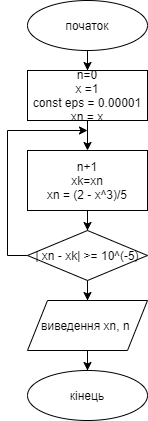 початок
n=0
x =1
const eps = 0.00001
xn = x
n+1
xk=xn
xn = (2 - x^3)/5
| xn - xk| >= 10^(-5)
виведення xn, n
кінець